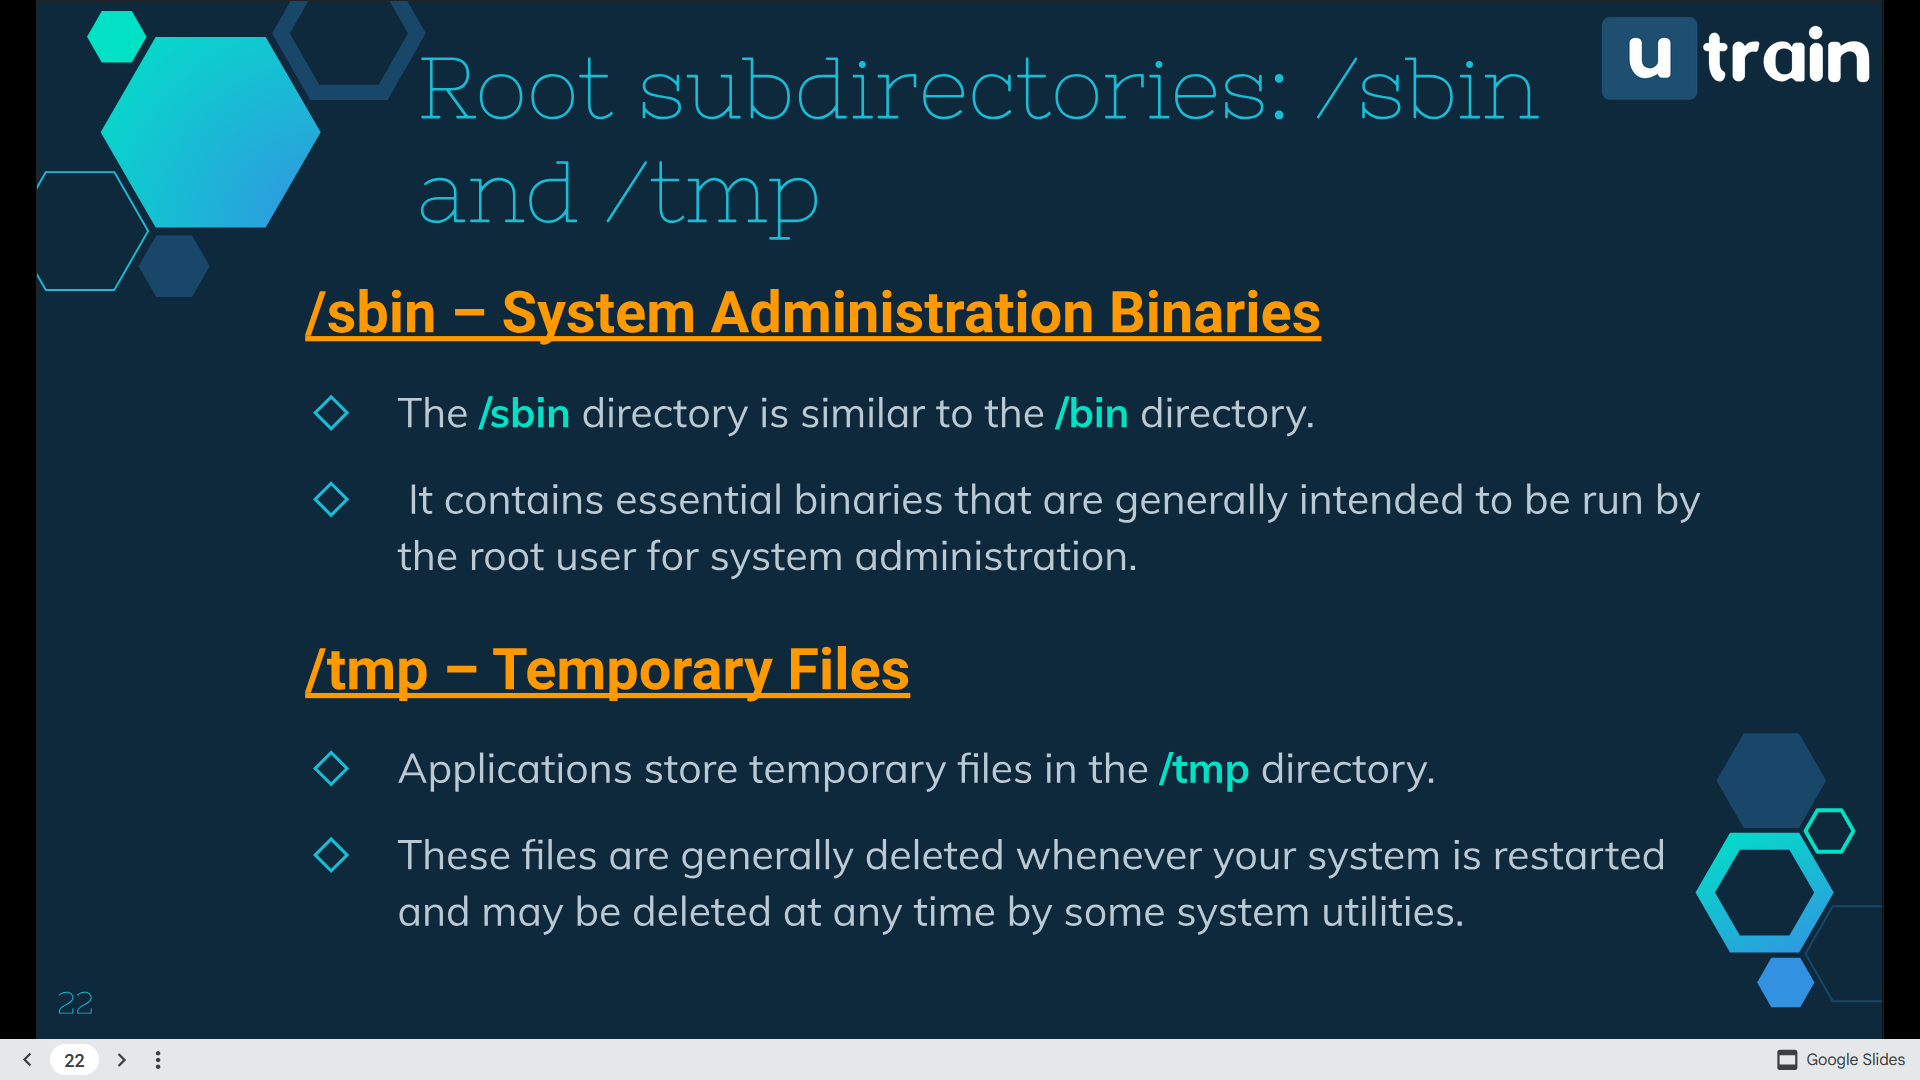 u train
Root subdirectories: /sbin
and /tmp
/sbin – System Administration Binaries
The /sbin directory is similar to the /bin directory.
It contains essential binaries that are generally intended to be run by
the root user for system administration.
/tmp – Temporary Files
Applications store temporary files in the /tmp directory.
These files are generally deleted whenever your system is restarted
and may be deleted at any time by some system utilities.
22
22
Google Slides